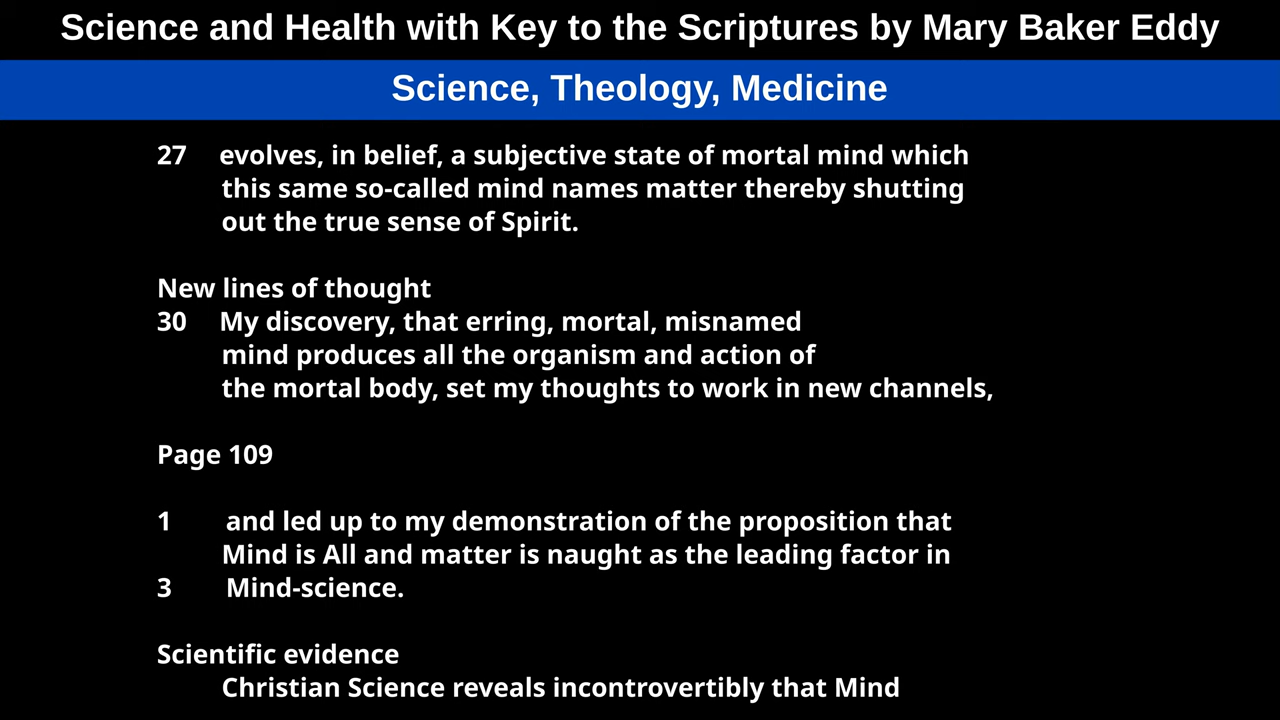 Science and Health with Key to the Scriptures by Mary Baker Eddy
Science, Theology, Medicine
27 evolves, in belief, a subjective state of mortal mind which
this same so-called mind names matter thereby shutting
out the true sense of Spirit.
New lines of thought
30 My discovery, that erring, mortal, misnamed
mind produces all the organism and action of
the mortal body, set my thoughts to work in new channels,
Page 109
1 and led up to my demonstration of the proposition that
Mind is All and matter is naught as the leading factor in
3 Mind-science.
Scientific evidence
Christian Science reveals incontrovertibly that Mind